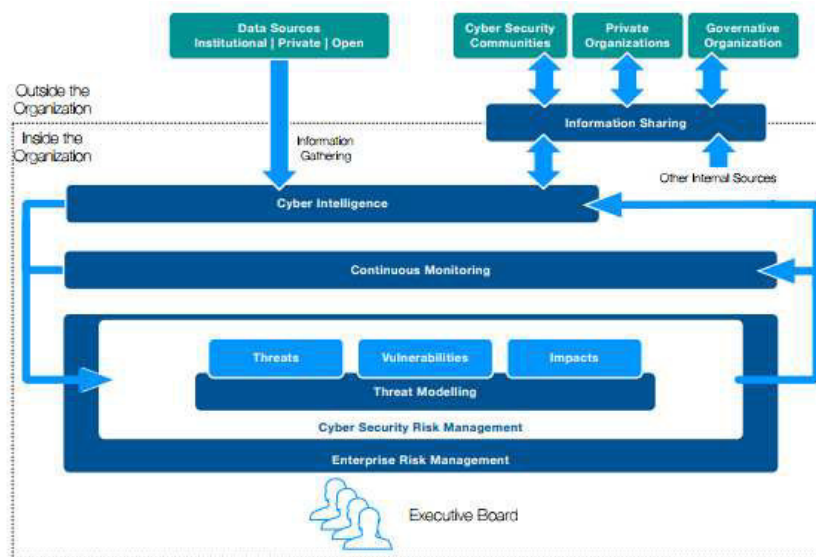 Data Sources
Institutional | Private | Open
Cyber Security
Communities
Private
Organizations
Governative
Organization
Outside the
Organization
Information Sharing
Inside the
Organization
Information
Gathering
Other Internal Sources
Cyber Intelligence
Continuous Monitoring
Threats
Vulnerabilities
Impacts
Threat Modelling
Cyber Security Risk Management
Enterprise Risk Management
Executive Board